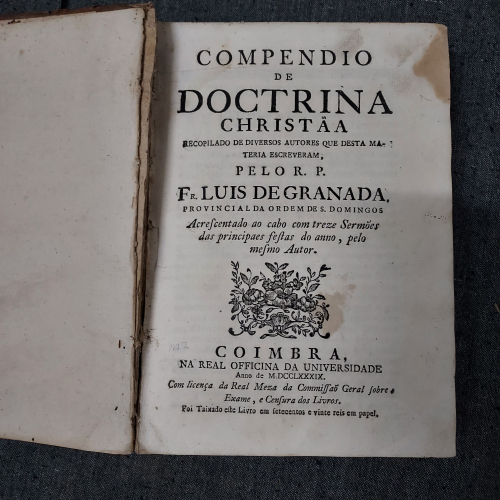 COMPENDIO
DE
DOCTRINA
CHRISTÃA
RECOPILADO DE DIVERSOS AUTORES QUE DESTA MA-
TERIA ESCREVERAM,
PELO R. P.
FR. LUIS DE GRANADA,
PROVINCIAL DA ORDEM DE S. DOMINGOS
Acreſcentado ao cabo com treze Sermões
das principaes feſtas do anno, pelo
meſmo Autor.
COIMBRA,
NA REAL OFFICINA DA UNIVERSIDADE
Anno de M.DCCLXXXIX.
Com licença da Real Meza da Commiſſaõ Geral ſobre o
Exame, e Cenſura dos Livros.
Foi Taixado eſte Livro em ſetecentos e vinte reis em papel.